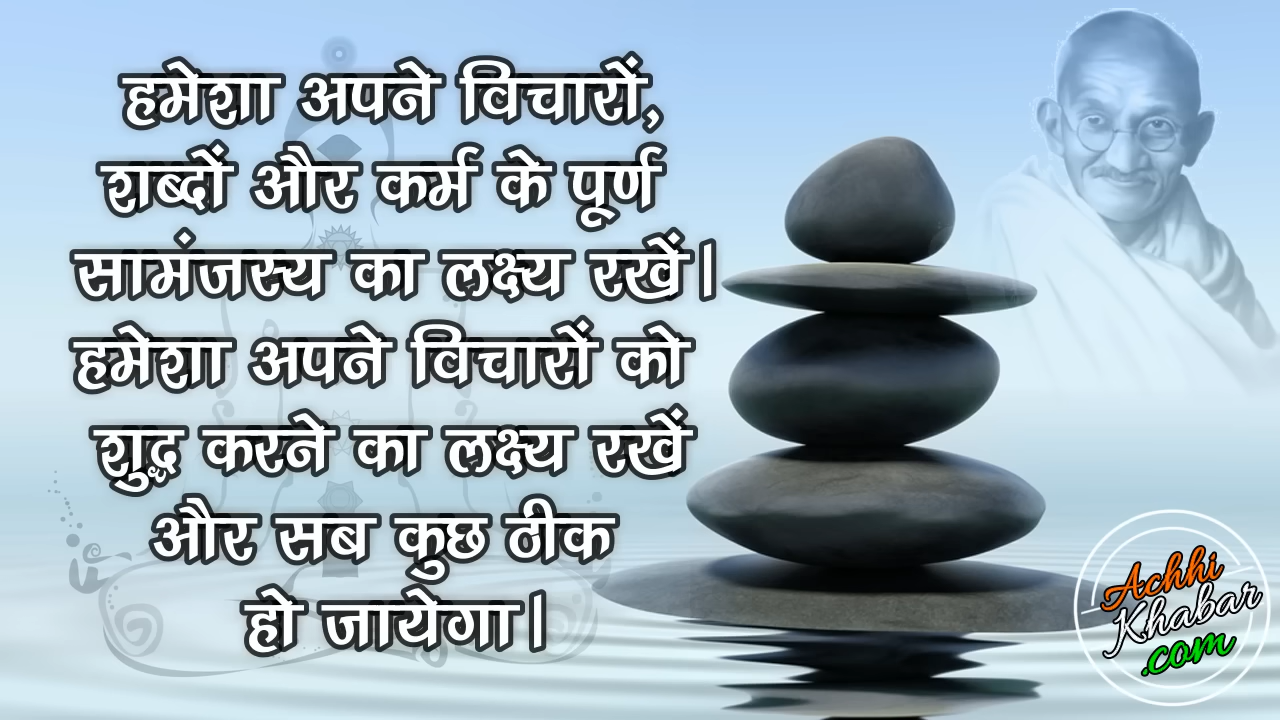 हमेशा अपने विचारों,
शब्दों और कर्म के पूर्ण
सामंजस्य का लक्ष्य रखें।
हमेशा अपने विचारों को
शुद्ध करने का लक्ष्य रखें
और सब कुछ ठीक
हो जायेगा।
Achhi
Khabar
.com